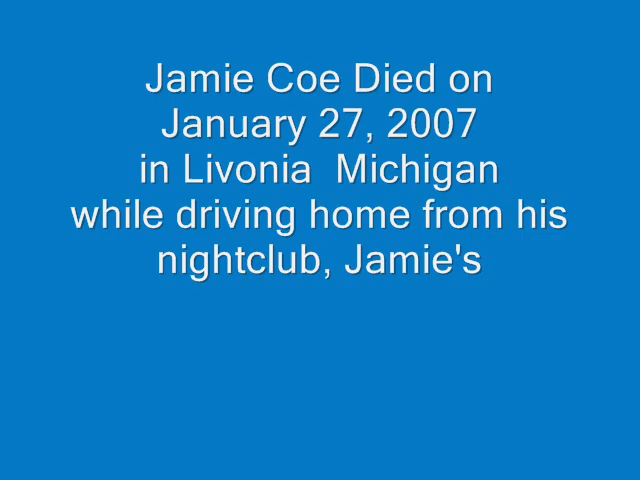 Jamie Coe Died on
January 27, 2007
in Livonia  Michigan
while driving home from his
nightclub, Jamie's